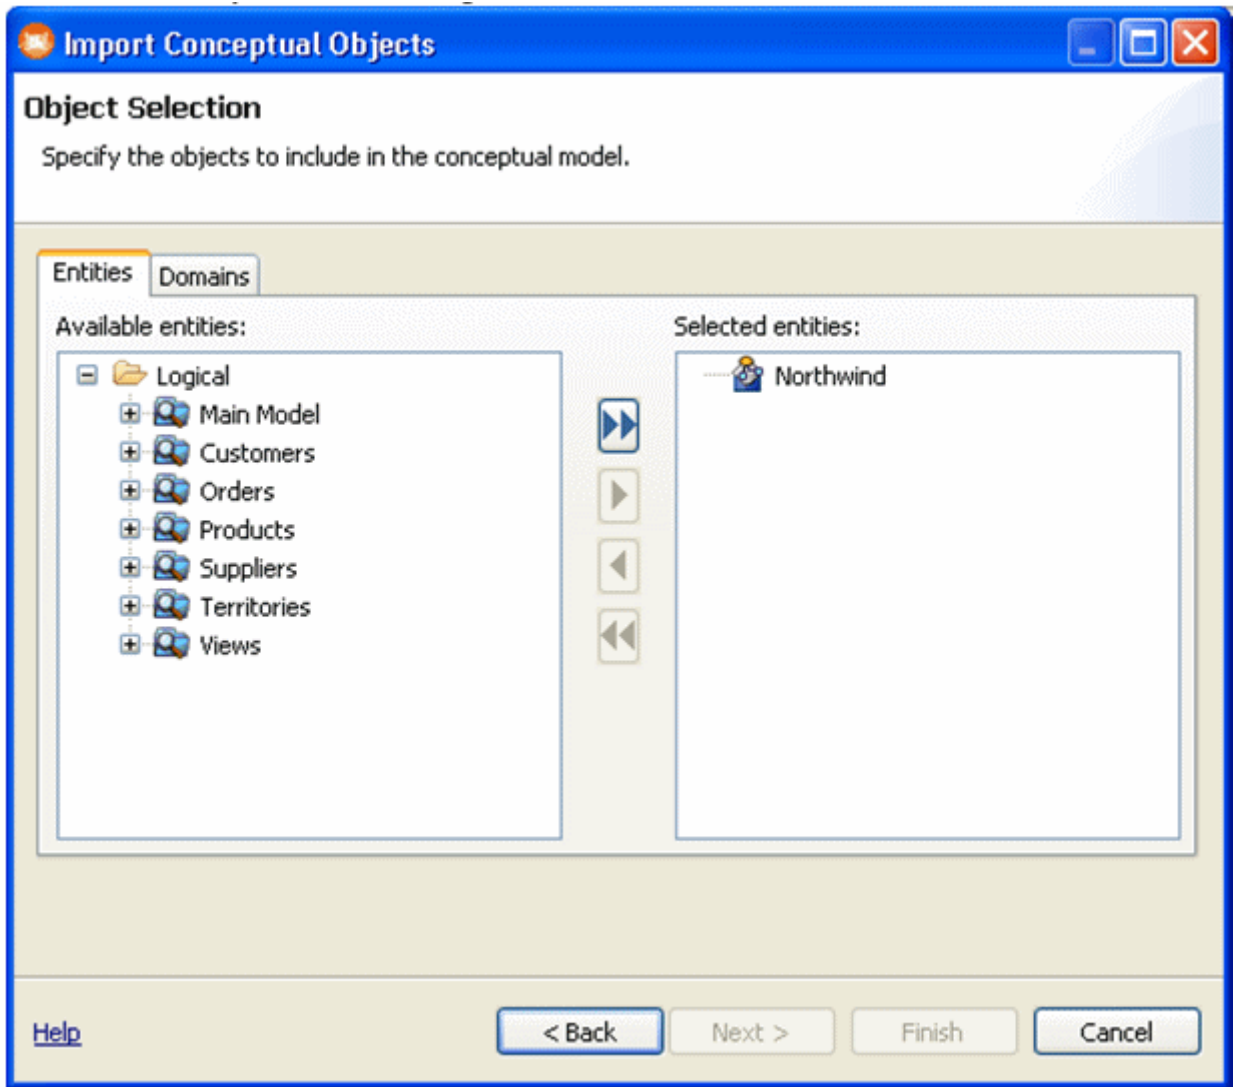 Import Conceptual Objects
Object Selection
Specify the objects to include in the conceptual model.
Entities Domains
Available entities: Selected entities:
Logical Northwind
Main Model
Customers
Orders
Products
Suppliers
Territories
Views
Help < Back Next > Finish Cancel